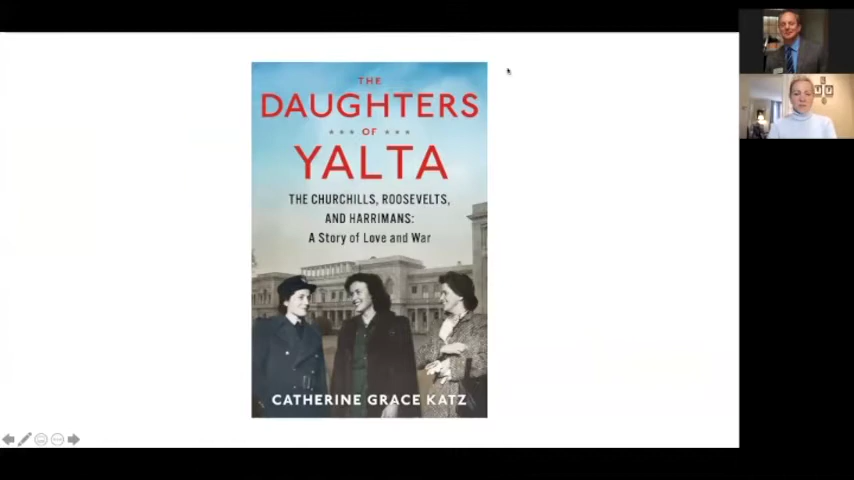 THE
DAUGHTERS
OF
YALTA
THE CHURCHILLS, ROOSEVELTS,
AND HARRIMANS:
A Story of Love and War
CATHERINE GRACE KATZ